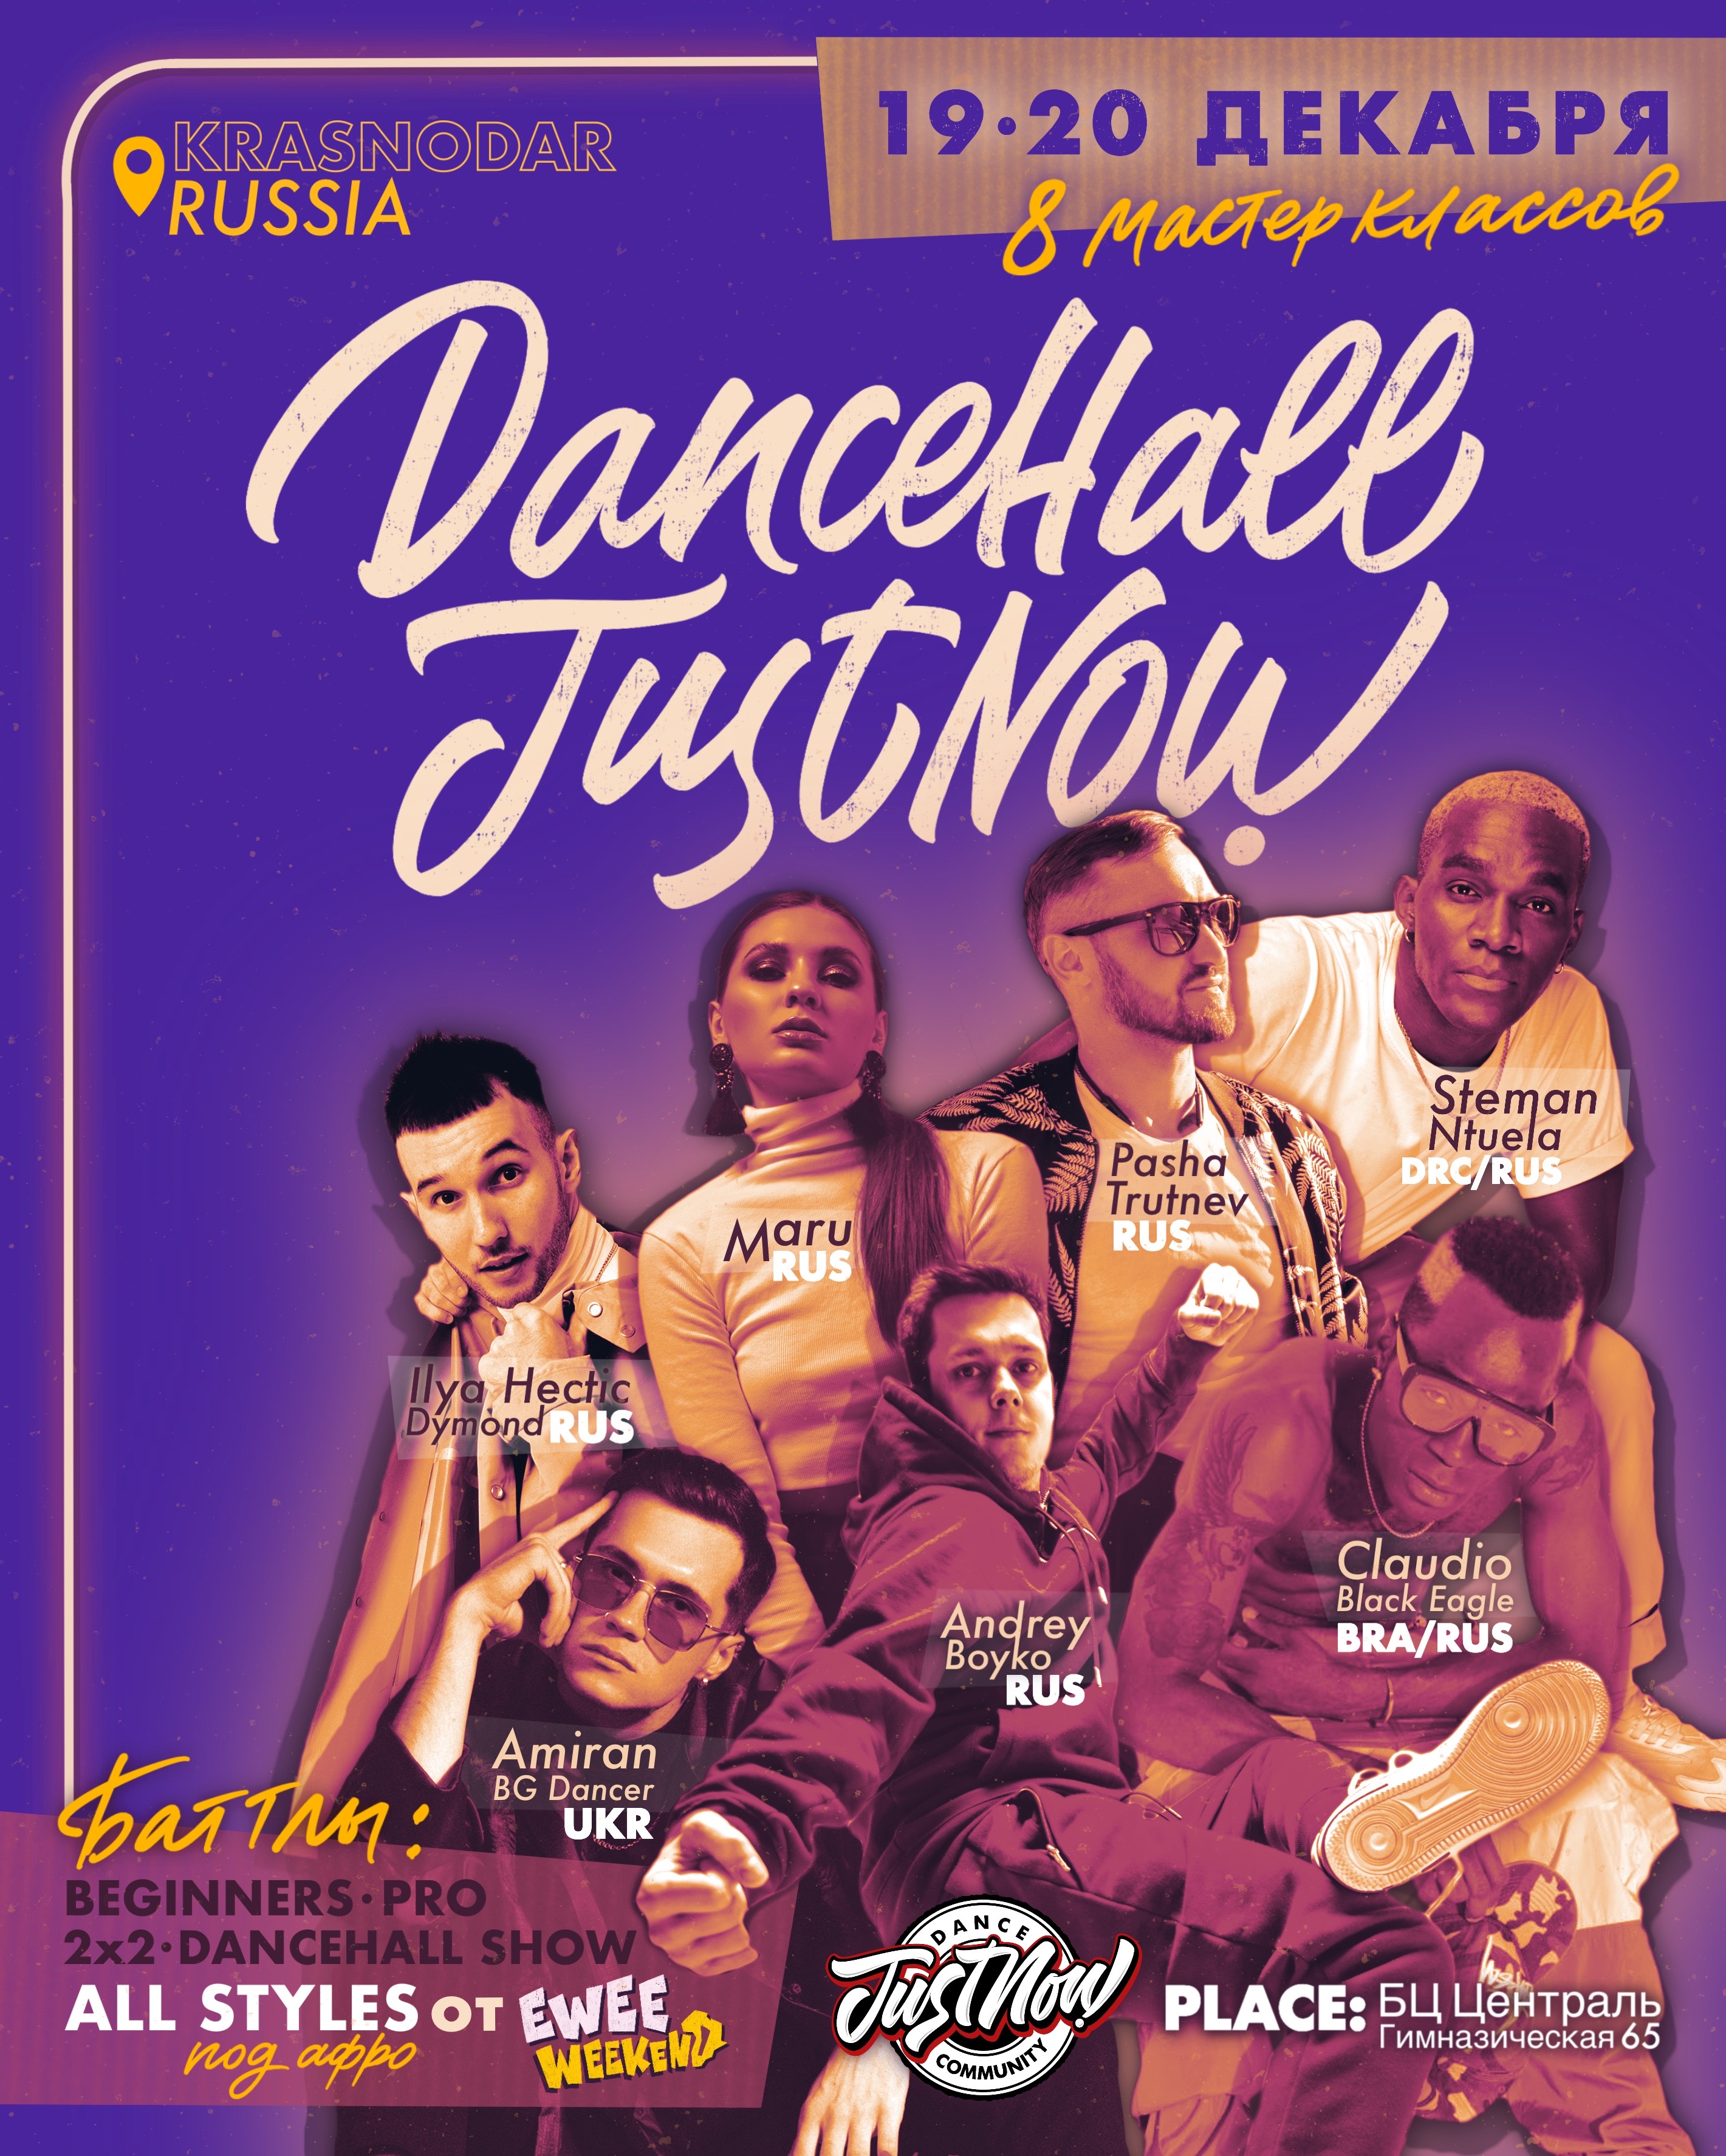 KRASNODAR
RUSSIA
19·20 ДЕКАБРЯ
8 мастер классов
DanceHall
JustNow
Steman
Ntuela
DRC/RUS
Pasha
Trutnev
RUS
Maru
RUS
Ilya Hectic
Dymond RUS
Claudio
Black Eagle
BRA/RUS
Andrey
Boyko
RUS
Amiran
BG Dancer
UKR
Баттлы:
BEGINNERS·PRO
2x2·DANCEHALL SHOW
ALL STYLES ОТ EWEE WEEKEND
под афро
DANCE
JustNow!
COMMUNITY
PLACE: БЦ Централь
Гимназическая 65